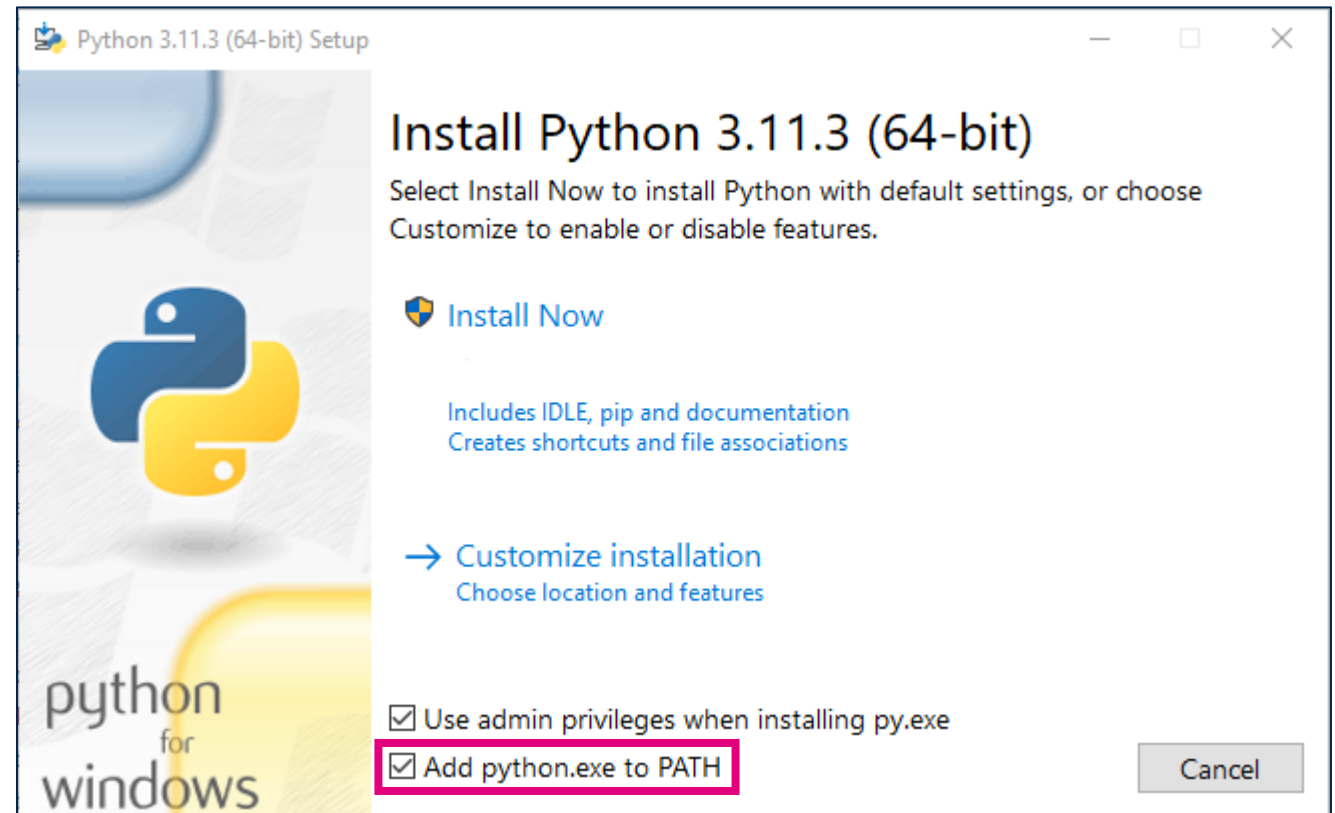 Python 3.11.3 (64-bit) Setup
Install Python 3.11.3 (64-bit)
Select Install Now to install Python with default settings, or choose
Customize to enable or disable features.
Install Now
Includes IDLE, pip and documentation
Creates shortcuts and file associations
Customize installation
Choose location and features
Use admin privileges when installing py.exe
Add python.exe to PATH
Cancel
python
for
windows